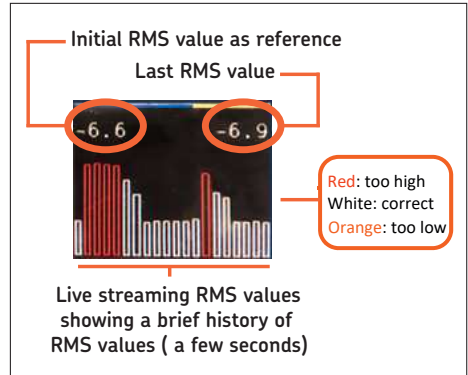 Initial RMS value as reference
Last RMS value
-6.6
-6.9
Red: too high
White: correct
Orange: too low
Live streaming RMS values
showing a brief history of
RMS values ( a few seconds)